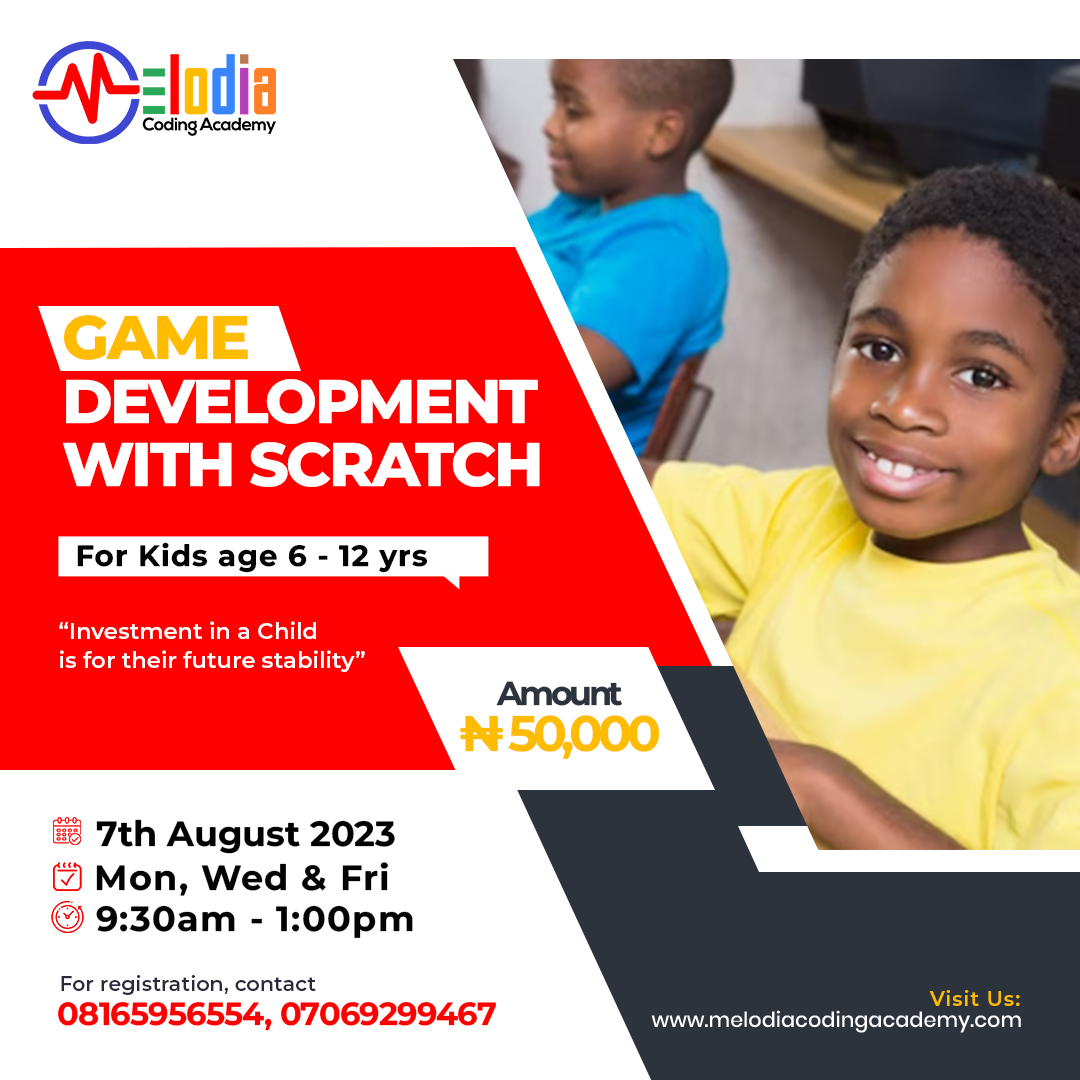 Melodia
Coding Academy
GAME
DEVELOPMENT
WITH SCRATCH
For Kids age 6 - 12 yrs
“Investment in a Child
is for their future stability”
Amount
₦ 50,000
7th August 2023
Mon, Wed & Fri
9:30am - 1:00pm
For registration, contact
08165956554, 07069299467
Visit Us:
www.melodiacodingacademy.com